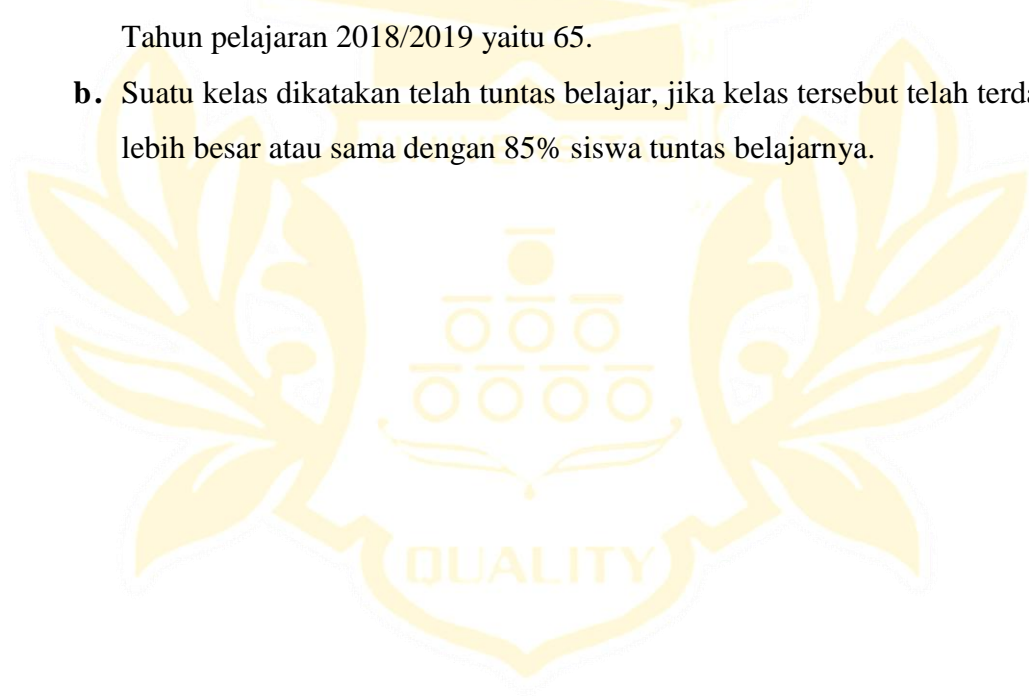 Tahun pelajaran 2018/2019 yaitu 65.
b. Suatu kelas dikatakan telah tuntas belajar, jika kelas tersebut telah
lebih besar atau sama dengan 85% siswa tuntas belajarnya.
QUALITY